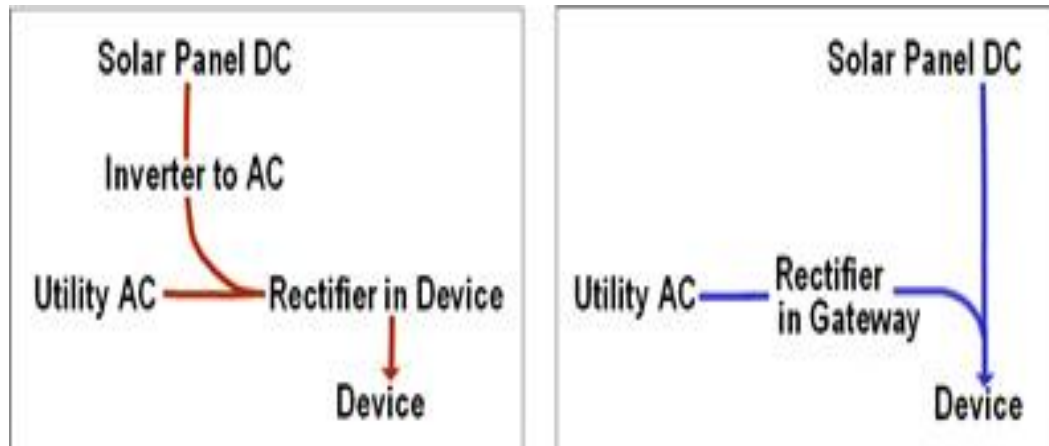 Solar Panel DC
Inverter to AC
Utility AC
Rectifier in Device
Device
Solar Panel DC
Utility AC
Rectifier
in Gateway
Device